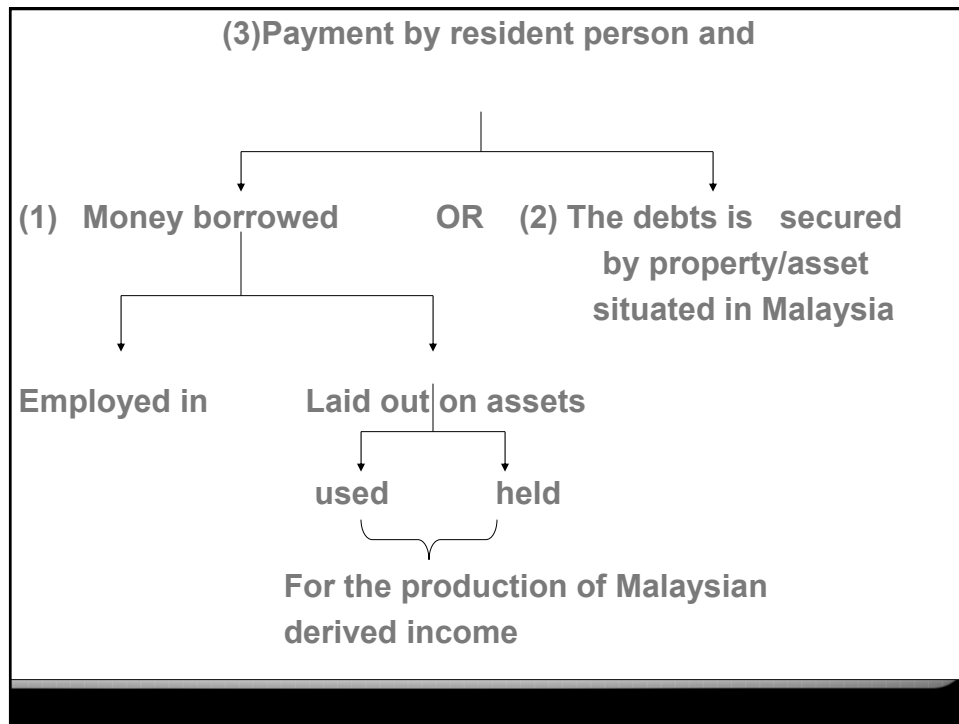 (3)Payment by resident person and
(1) Money borrowed OR (2) The debts is secured
by property/asset
situated in Malaysia
Employed in Laid out on assets
used held
For the production of Malaysian
derived income